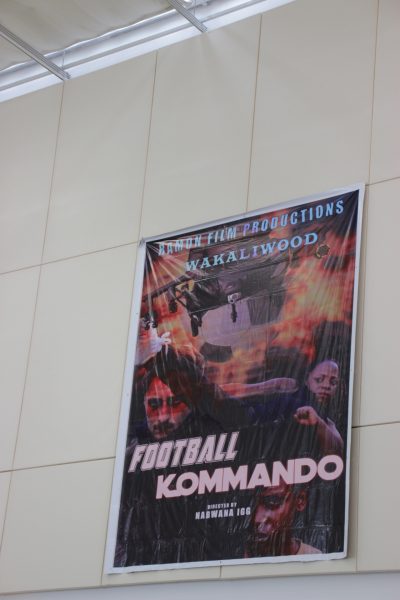 RAMON FILM PRODUCTIONS
WAKALIWOOD
FOOTBALL
KOMMANDO
DIRECTED BY
NABWANA IGG